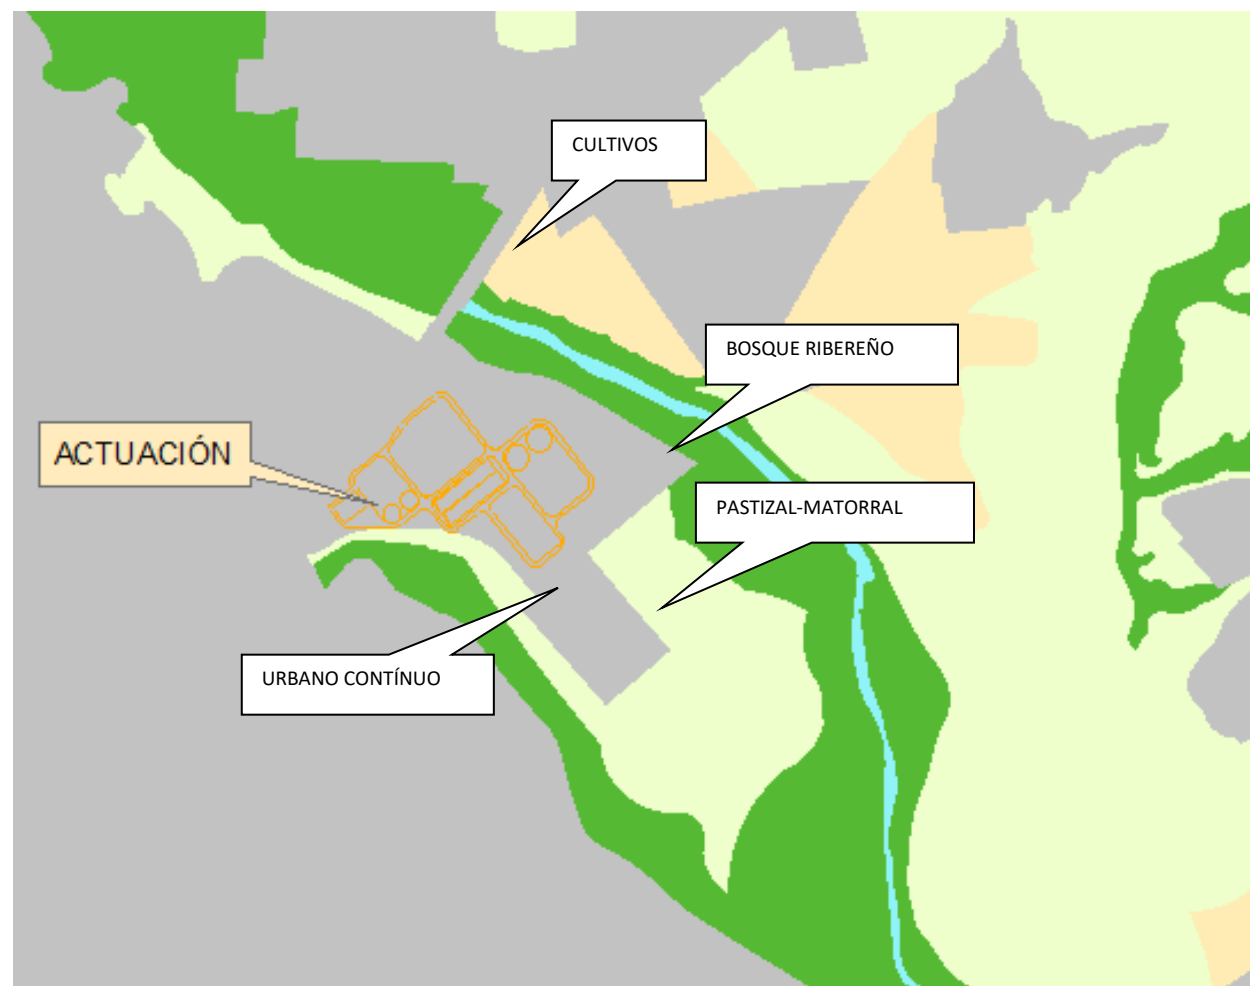 CULTIVOS
BOSQUE RIBEREÑO
ACTUACIÓN
PASTIZAL-MATORRAL
URBANO CONTÍNUO